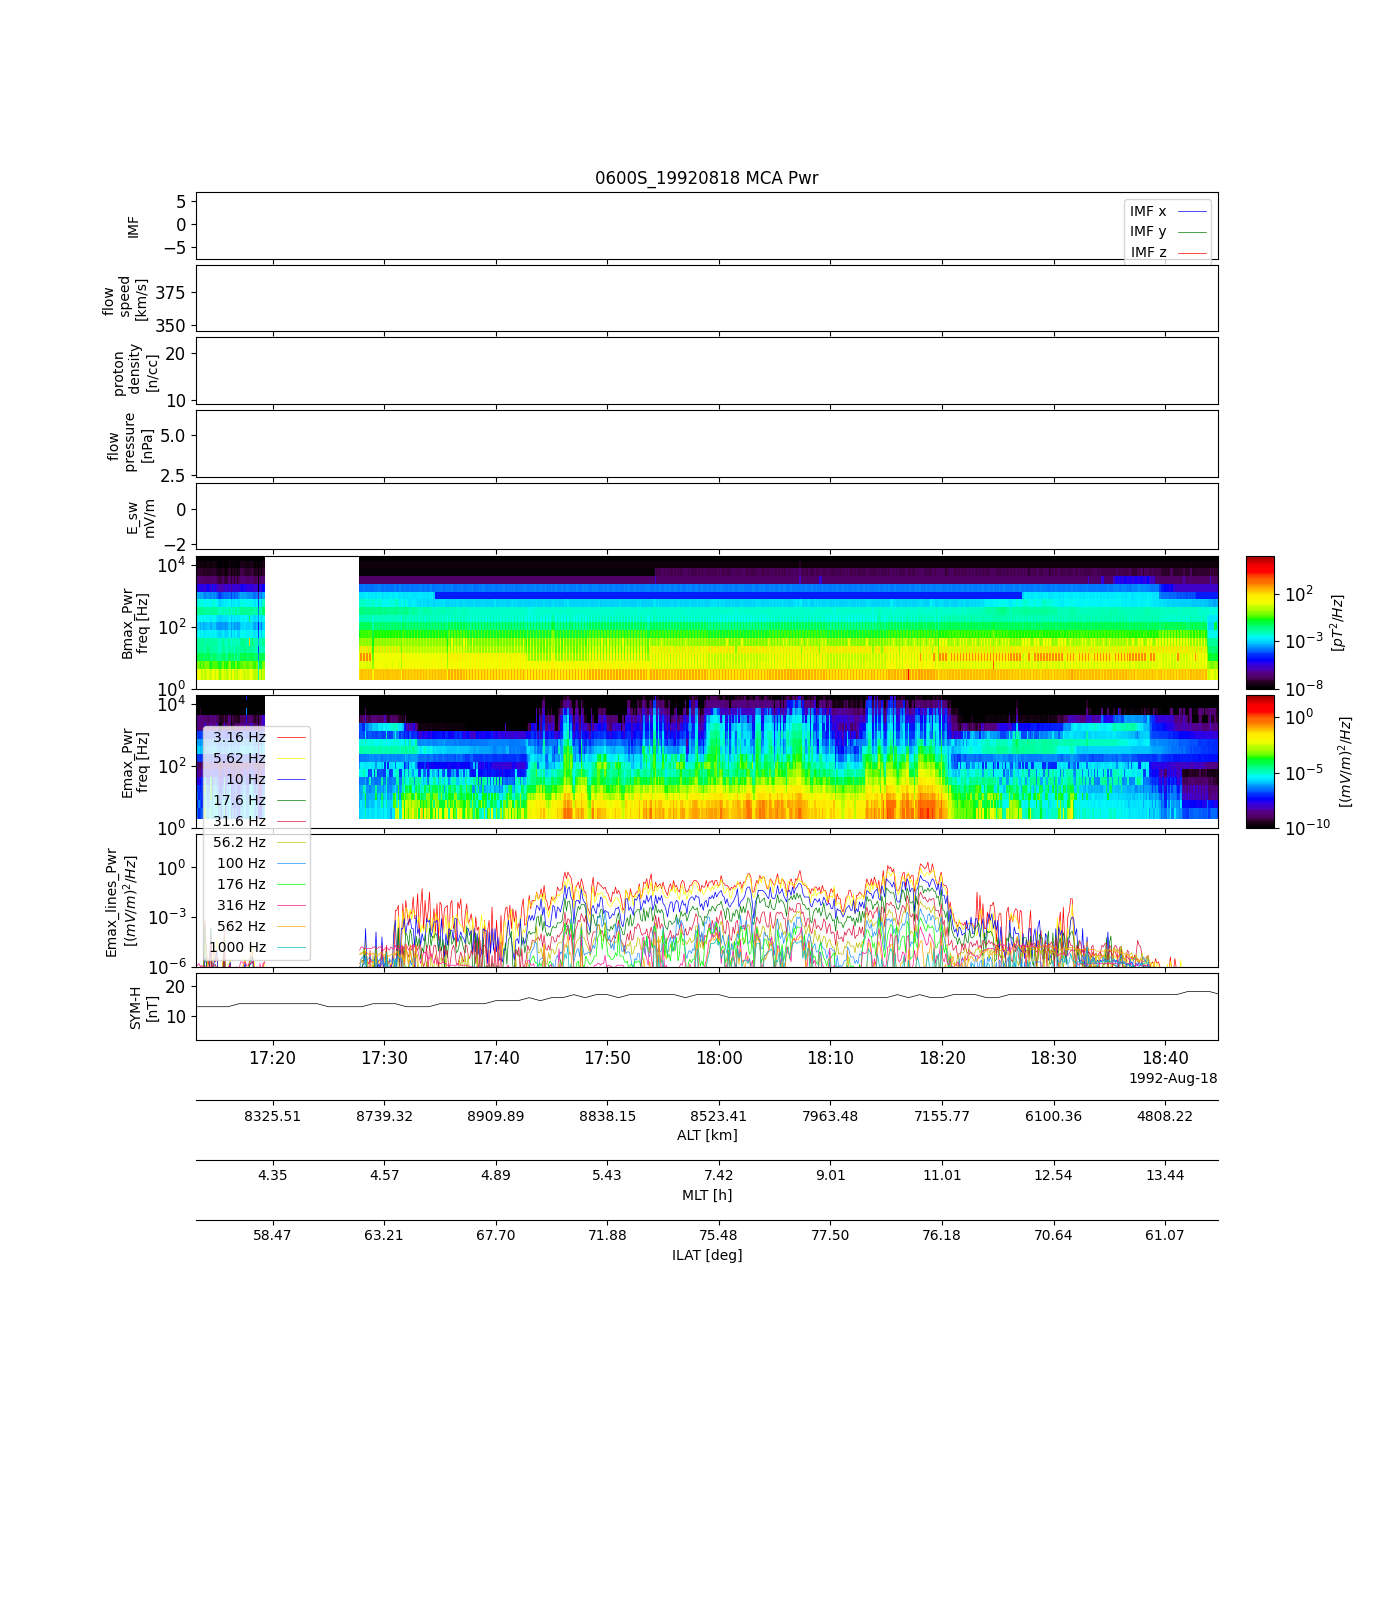 0600S_19920818 MCA Pwr
IMF
5
0
−5
IMF x
IMF y
IMF z
flow
speed
[km/s]
375
350
proton
density
[n/cc]
20
10
flow
pressure
[nPa]
5.0
2.5
E_sw
mV/m
0
−2
Bmax_Pwr
freq [Hz]
10^4
10^2
10^0
10^2
10^−3
10^−8
[pT^2/Hz]
Emax_Pwr
freq [Hz]
10^4
10^2
10^0
10^0
10^−5
10^−10
[(mV/m)^2/Hz]
3.16 Hz
5.62 Hz
10 Hz
17.6 Hz
31.6 Hz
56.2 Hz
100 Hz
176 Hz
316 Hz
562 Hz
1000 Hz
Emax_lines_Pwr
[(mV/m)^2/Hz]
10^0
10^−3
10^−6
SYM-H
[nT]
20
10
17:20 17:30 17:40 17:50 18:00 18:10 18:20 18:30 18:40
1992-Aug-18
8325.51 8739.32 8909.89 8838.15 8523.41 7963.48 7155.77 6100.36 4808.22
ALT [km]
4.35 4.57 4.89 5.43 7.42 9.01 11.01 12.54 13.44
MLT [h]
58.47 63.21 67.70 71.88 75.48 77.50 76.18 70.64 61.07
ILAT [deg]